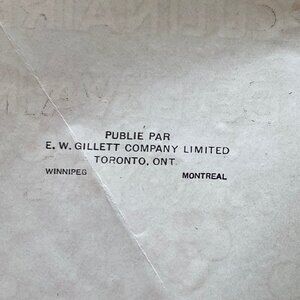 PUBLIE PAR
E. W. GILLETT COMPANY LIMITED
TORONTO, ONT.
WINNIPEG MONTREAL